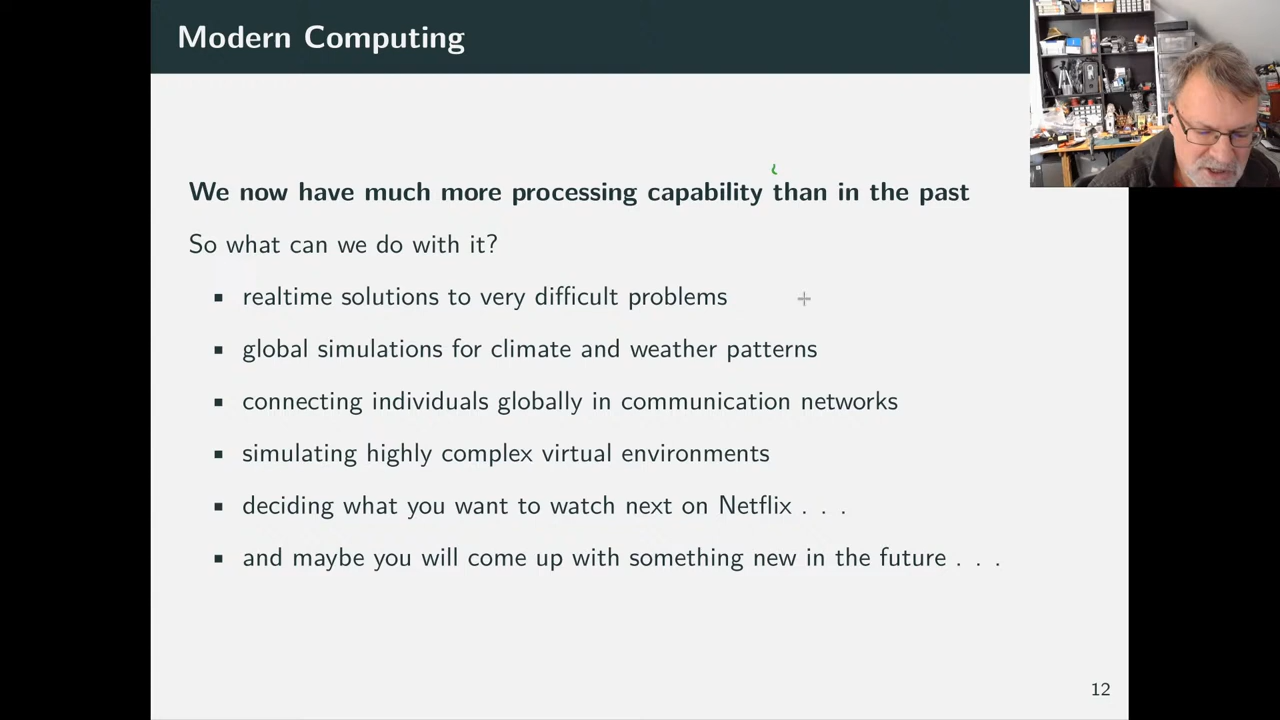 Modern Computing
We now have much more processing capability than in the past
So what can we do with it?
▪ realtime solutions to very difficult problems
▪ global simulations for climate and weather patterns
▪ connecting individuals globally in communication networks
▪ simulating highly complex virtual environments
▪ deciding what you want to watch next on Netflix . . .
▪ and maybe you will come up with something new in the future . . .
12